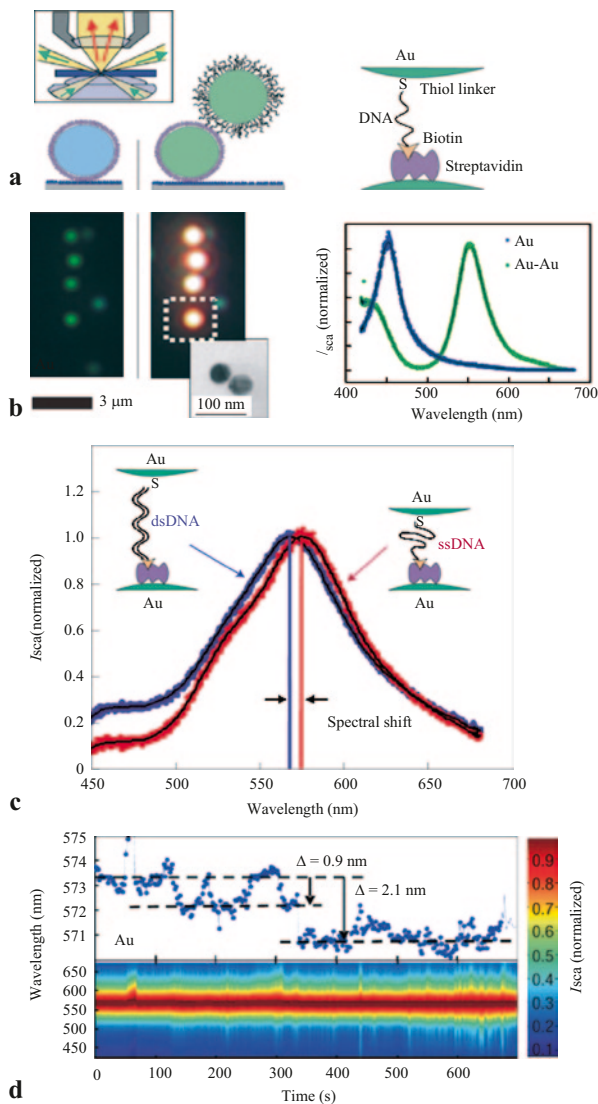 Au
S
Thiol linker
DNA
Biotin
Streptavidin
a
3 μm
100 nm
b
Isca (normalized)
Au
Au-Au
400 500 600 700
Wavelength (nm)
Isca(normalized)
1.2
1.0
0.8
0.6
0.4
0.2
0
Au
S
dsDNA
Au
Au
S
ssDNA
Au
Spectral shift
450 500 550 600 650 700
Wavelength (nm)
c
Wavelength (nm)
575
574
573
572
571
Δ = 0.9 nm
Δ = 2.1 nm
Au
650
600
550
500
450
0 100 200 300 400 500 600
Time (s)
0.9
0.8
0.7
0.6
0.5
0.4
0.3
0.2
0.1
Isca (normalized)
d